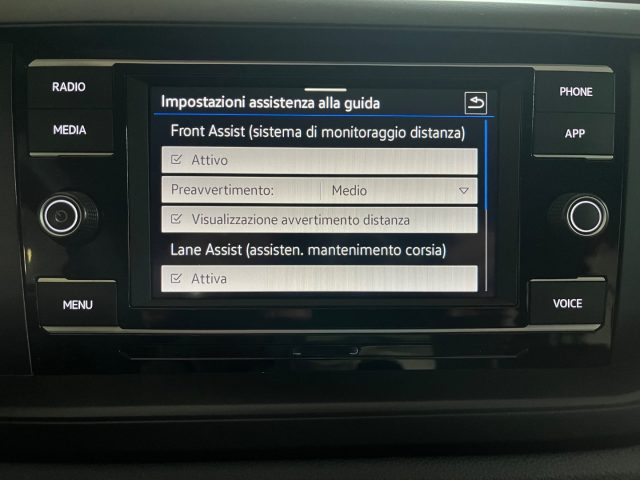 RADIO
MEDIA
MENU
Impostazioni assistenza alla guida
Front Assist (sistema di monitoraggio distanza)
Attivo
Preavvertimento: Medio
Visualizzazione avvertimento distanza
Lane Assist (assisten. mantenimento corsia)
Attiva
PHONE
APP
VOICE